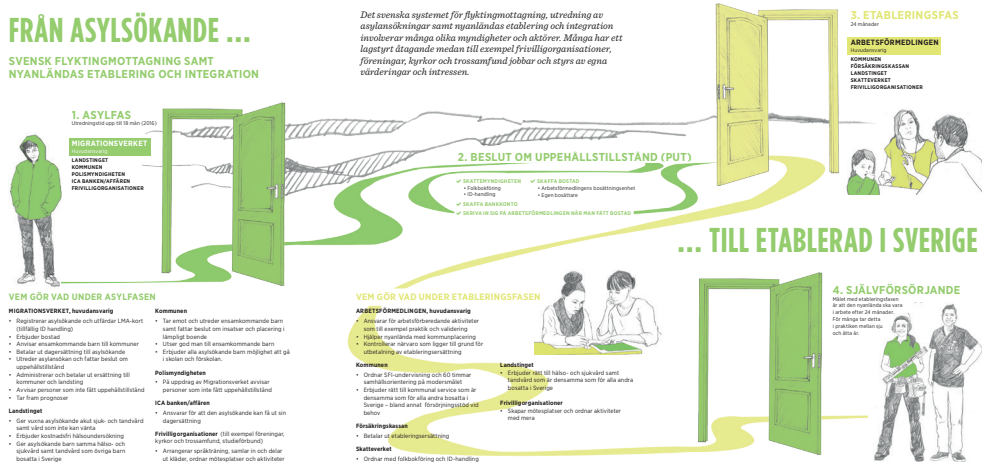 FRÅN ASYLSÖKANDE ...
SVENSK FLYKTINGMOTTAGNING SAMT
NYANLÄNDAS ETABLERING OCH INTEGRATION
Det svenska systemet för flyktingmottagning, utredning av
asylansökningar samt nyanländas etablering och integration
involverar många olika myndigheter och aktörer. Många har ett
lagstyrt åtagande medan till exempel frivilligorganisationer,
föreningar, kyrkor och trossamfund jobbar och styrs av egna
värderingar och intressen.
1. ASYLFAS
Utredningstid upp till 18 mån (2016)
MIGRATIONSVERKET
Huvudansvarig
LANDSTINGET
KOMMUNEN
POLISMYNDIGHETEN
ICA BANKEN/AFFÄREN
FRIVILLIGORGANISATIONER
2. BESLUT OM UPPEHÅLLSTILLSTÅND (PUT)
✓ SKATTEMYNDIGHETEN
• Folkbokföring
• ID-handling
✓ SKAFFA BOSTAD
• Arbetsförmedlingens bosättningsenhet
• Egen bosättare
✓ SKAFFA BANKKONTO
✓ SKRIVA IN SIG PÅ ARBETSFÖRMEDLINGEN NÄR MAN FÅTT BOSTAD
3. ETABLERINGSFAS
24 månader
ARBETSFÖRMEDLINGEN
Huvudansvarig
KOMMUNEN
FÖRSÄKRINGSKASSAN
LANDSTINGET
SKATTEVERKET
FRIVILLIGORGANISATIONER
... TILL ETABLERAD I SVERIGE
4. SJÄLVFÖRSÖRJANDE
Målet med etableringsfasen
är att den nyanlända ska vara
i arbete efter 24 månader.
För många tar detta
i praktiken mellan sju
och åtta år.
VEM GÖR VAD UNDER ASYLFASEN
MIGRATIONSVERKET, huvudansvarig
• Registrerar asylsökande och utfärdar LMA-kort
(tillfällig ID handling)
• Erbjuder bostad
• Anvisar ensamkommande barn till kommuner
• Betalar ut dagersättning till asylsökande
• Utreder asylansökan och fattar beslut om
uppehållstillstånd
• Administrerar och betalar ut ersättning till
kommuner och landsting
• Avvisar personer som inte fått uppehållstillstånd
• Tar fram prognoser
Landstinget
• Ger vuxna asylsökande akut sjuk- och tandvård
samt vård som inte kan vänta
• Erbjuder kostnadsfri hälsoundersökning
• Ger asylsökande barn samma hälso- och
sjukvård samt tandvård som övriga barn
bosatta i Sverige
Kommunen
• Tar emot och utreder ensamkommande barn
samt fattar beslut om insatser och placering i
lämpligt boende
• Utser god man till ensamkommande barn
• Erbjuder alla asylsökande barn möjlighet att gå
i skolan och förskolan.
Polismyndigheten
• På uppdrag av Migrationsverket avvisar
personer som inte fått uppehållstillstånd
ICA banken/affären
• Ansvarar för att den asylsökande kan få ut sin
dagersättning
Frivilligorganisationer (till exempel föreningar,
kyrkor och trossamfund, studieförbund)
• Arrangerar språkträning, samlar in och delar
ut kläder, ordnar mötesplatser och aktiviteter
VEM GÖR VAD UNDER ETABLERINGSFASEN
ARBETSFÖRMEDLINGEN, huvudansvarig
• Ansvarar för arbetsförberedande aktiviteter
som till exempel praktik och validering
• Hjälper nyanlända med kommunplacering
• Kontrollerar närvaro som ligger till grund för
utbetalning av etableringsersättning
Kommunen
• Ordnar SFI-undervisning och 60 timmar
samhällsorientering på modersmålet
• Erbjuder rätt till kommunal service som är
densamma som för alla andra bosatta i
Sverige – bland annat försörjningsstöd vid
behov
Försäkringskassan
• Betalar ut etableringsersättning
Skatteverket
• Ordnar med folkbokföring och ID-handling
Landstinget
• Erbjuder rätt till hälso- och sjukvård samt
tandvård som är densamma som för alla andra
bosatta i Sverige
Frivilligorganisationer
• Skapar mötesplatser och ordnar aktiviteter
med mera